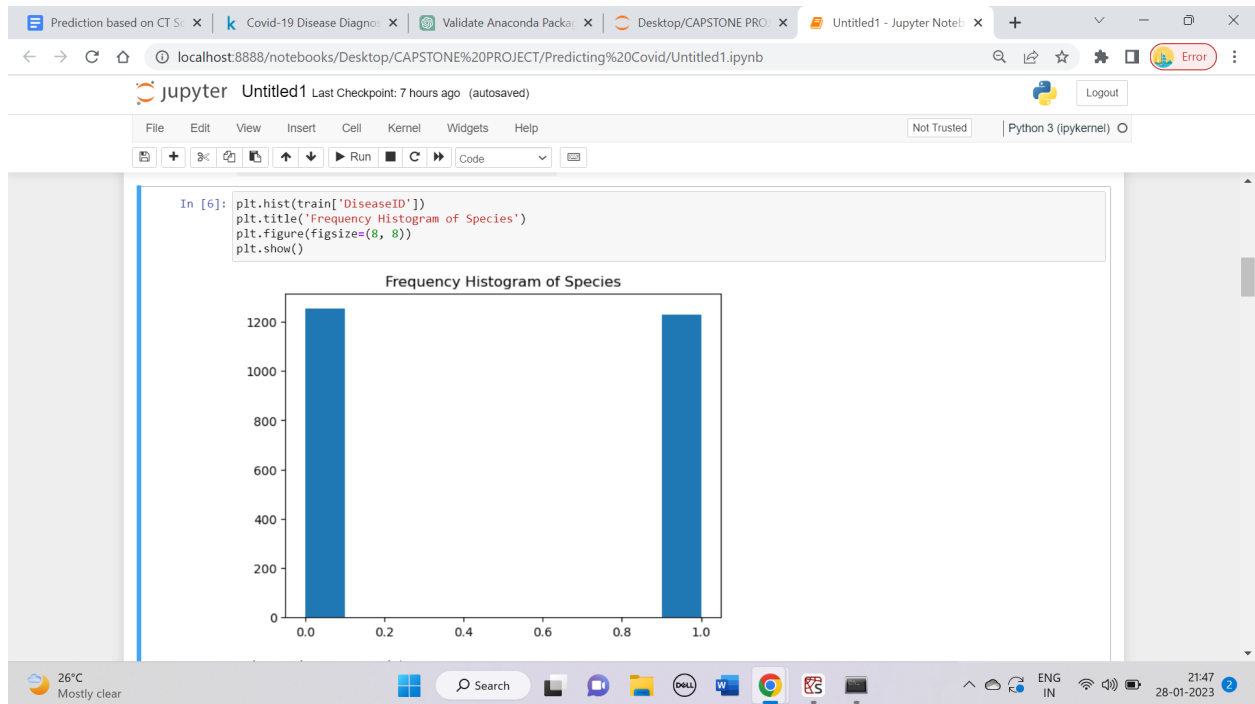 Prediction based on CT Sc
Covid-19 Disease Diagnos
Validate Anaconda Packag
Desktop/CAPSTONE PRO
Untitled1 - Jupyter Noteb
localhost:8888/notebooks/Desktop/CAPSTONE%20PROJECT/Predicting%20Covid/Untitled1.ipynb
Error
jupyter Untitled1 Last Checkpoint: 7 hours ago (autosaved)
Logout
File Edit View Insert Cell Kernel Widgets Help
Not Trusted
Python 3 (ipykernel)
Run
Code
In [6]: plt.hist(train['DiseaseID'])
plt.title('Frequency Histogram of Species')
plt.figure(figsize=(8, 8))
plt.show()
Frequency Histogram of Species
1200
1000
800
600
400
200
0
0.0 0.2 0.4 0.6 0.8 1.0
26°C
Mostly clear
Search
DELL
ENG
IN
21:47
28-01-2023
2